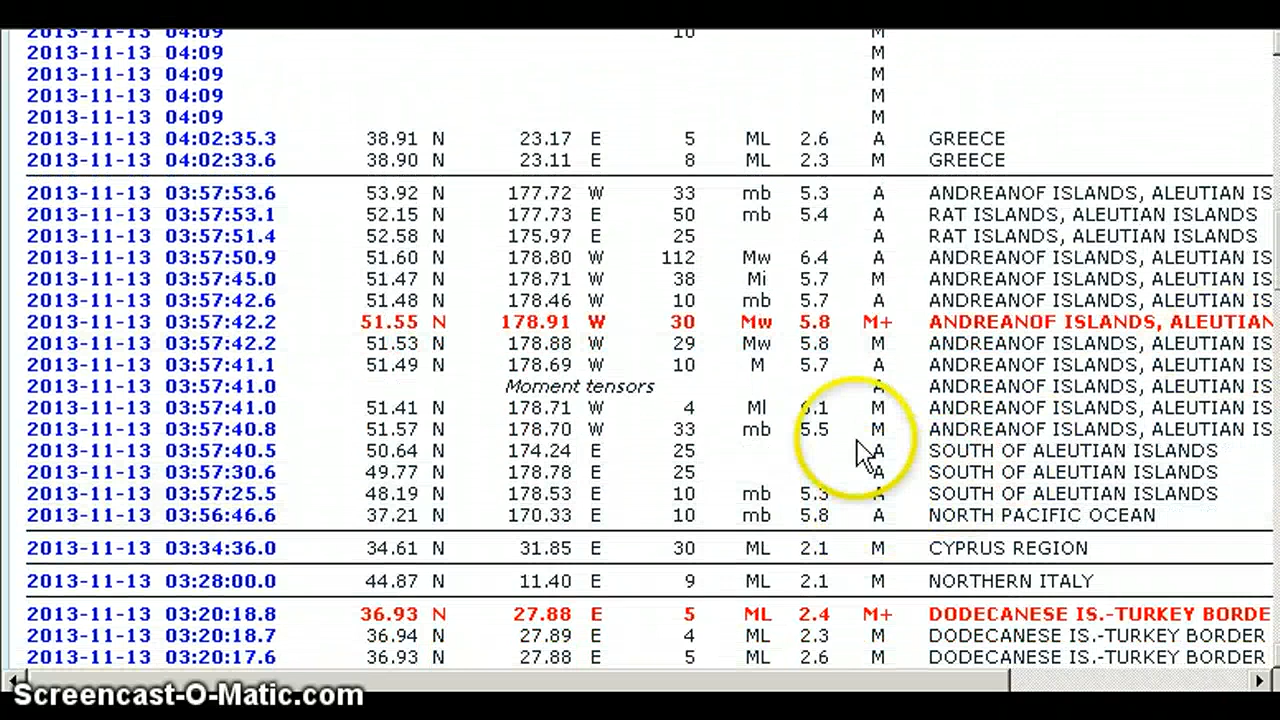 2013-11-13 04:09 10 M
2013-11-13 04:09 M
2013-11-13 04:09 M
2013-11-13 04:09 M
2013-11-13 04:09 M
2013-11-13 04:02:35.3 38.91 N 23.17 E 5 ML 2.6 A GREECE
2013-11-13 04:02:33.6 38.90 N 23.11 E 8 ML 2.3 M GREECE
2013-11-13 03:57:53.6 53.92 N 177.72 W 33 mb 5.3 A ANDREANOF ISLANDS, ALEUTIAN IS
2013-11-13 03:57:53.1 52.15 N 177.73 E 50 mb 5.4 A RAT ISLANDS, ALEUTIAN ISLANDS
2013-11-13 03:57:51.4 52.58 N 175.97 E 25 A RAT ISLANDS, ALEUTIAN ISLANDS
2013-11-13 03:57:50.9 51.60 N 178.80 W 112 Mw 6.4 A ANDREANOF ISLANDS, ALEUTIAN IS
2013-11-13 03:57:45.0 51.47 N 178.71 W 38 Mi 5.7 M ANDREANOF ISLANDS, ALEUTIAN IS
2013-11-13 03:57:42.6 51.48 N 178.46 W 10 mb 5.7 A ANDREANOF ISLANDS, ALEUTIAN IS
2013-11-13 03:57:42.2 51.55 N 178.91 W 30 Mw 5.8 M+ ANDREANOF ISLANDS, ALEUTIAN
2013-11-13 03:57:42.2 51.53 N 178.88 W 29 Mw 5.8 M ANDREANOF ISLANDS, ALEUTIAN IS
2013-11-13 03:57:41.1 51.49 N 178.69 W 10 M 5.7 A ANDREANOF ISLANDS, ALEUTIAN IS
2013-11-13 03:57:41.0 Moment tensors A ANDREANOF ISLANDS, ALEUTIAN IS
2013-11-13 03:57:41.0 51.41 N 178.71 W 4 Ml 6.1 M ANDREANOF ISLANDS, ALEUTIAN IS
2013-11-13 03:57:40.8 51.57 N 178.70 W 33 mb 5.5 M ANDREANOF ISLANDS, ALEUTIAN IS
2013-11-13 03:57:40.5 50.64 N 174.24 E 25 A SOUTH OF ALEUTIAN ISLANDS
2013-11-13 03:57:30.6 49.77 N 178.78 E 25 A SOUTH OF ALEUTIAN ISLANDS
2013-11-13 03:57:25.5 48.19 N 178.53 E 10 mb 5.3 A SOUTH OF ALEUTIAN ISLANDS
2013-11-13 03:56:46.6 37.21 N 170.33 E 10 mb 5.8 A NORTH PACIFIC OCEAN
2013-11-13 03:34:36.0 34.61 N 31.85 E 30 ML 2.1 M CYPRUS REGION
2013-11-13 03:28:00.0 44.87 N 11.40 E 9 ML 2.1 M NORTHERN ITALY
2013-11-13 03:20:18.8 36.93 N 27.88 E 5 ML 2.4 M+ DODECANESE IS.-TURKEY BORDE
2013-11-13 03:20:18.7 36.94 N 27.89 E 4 ML 2.3 M DODECANESE IS.-TURKEY BORDER
2013-11-13 03:20:17.6 36.93 N 27.88 E 5 ML 2.6 M DODECANESE IS.-TURKEY BORDER
Screencast-O-Matic.com